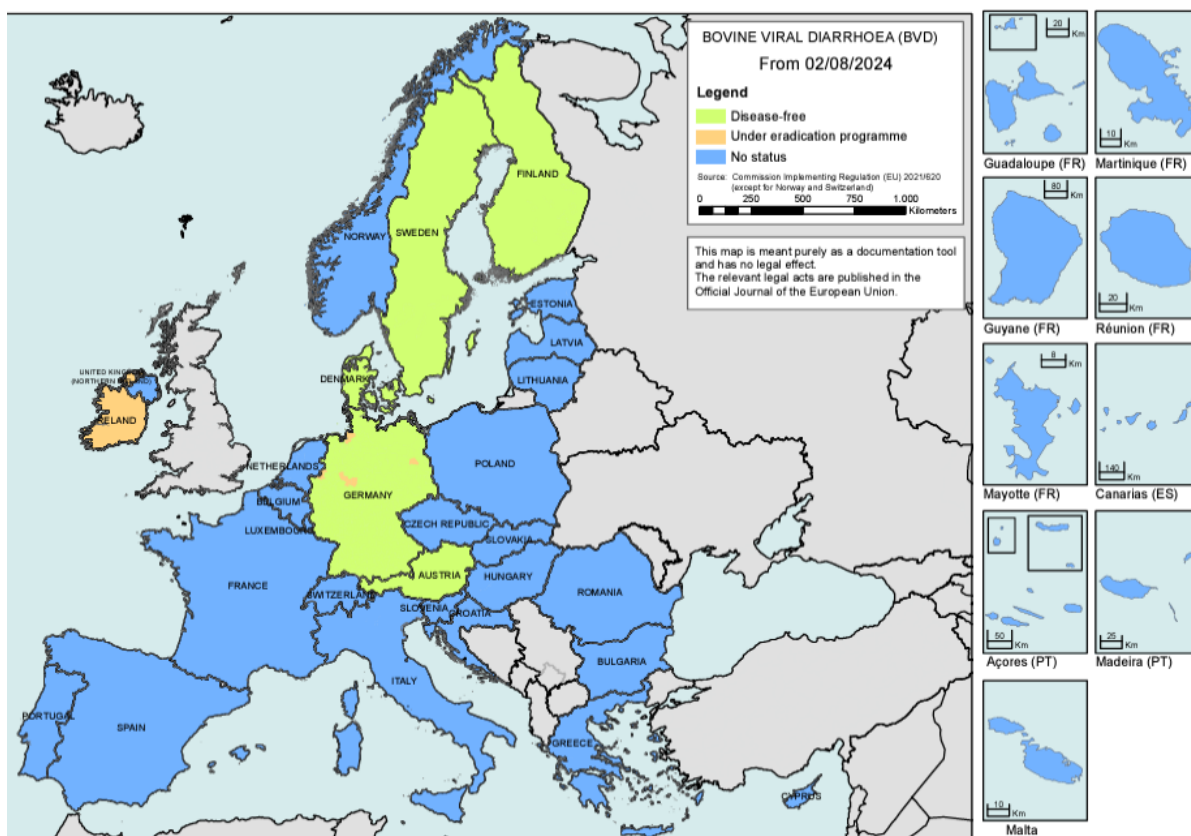 BOVINE VIRAL DIARRHOEA (BVD)
From 02/08/2024
Legend
Disease-free
Under eradication programme
No status
Source: Commission Implementing Regulation (EU) 2021/620
(except for Norway and Switzerland)
0 250 500 750 1.000
Kilometers
This map is meant purely as a documentation tool
and has no legal effect.
The relevant legal acts are published in the
Official Journal of the European Union.
FINLAND
SWEDEN
NORWAY
ESTONIA
LATVIA
LITHUANIA
DENMARK
UNITED KINGDOM
(NORTHERN IRELAND)
IRELAND
NETHERLANDS
POLAND
BELGIUM
GERMANY
LUXEMBOURG
CZECH REPUBLIC
SLOVAKIA
FRANCE
AUSTRIA
HUNGARY
SWITZERLAND
SLOVENIA
CROATIA
ROMANIA
BULGARIA
ITALY
PORTUGAL
SPAIN
GREECE
CYPRUS
20
Km
Guadaloupe (FR)
10
Km
Martinique (FR)
80
Km
Guyane (FR)
20
Km
Réunion (FR)
8
Km
Mayotte (FR)
140
Km
Canarias (ES)
50
Km
Açores (PT)
25
Km
Madeira (PT)
10
Km
Malta